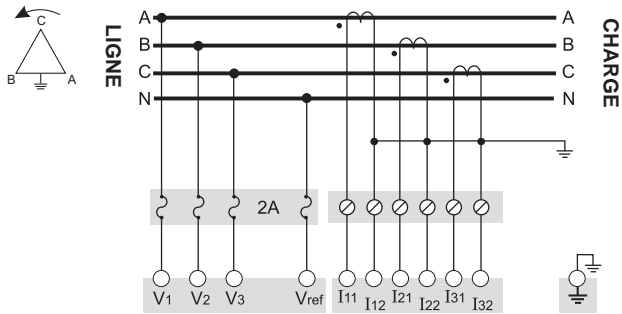 C
B
A
LIGNE
A
B
C
N
A
B
C
N
CHARGE
2A
V1
V2
V3
Vref
I11
I12
I21
I22
I31
I32